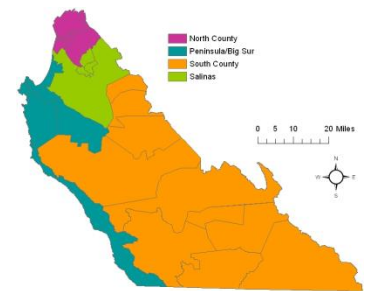 North County
Peninsula/Big Sur
South County
Salinas
0 5 10 20 Miles
N
W E
S